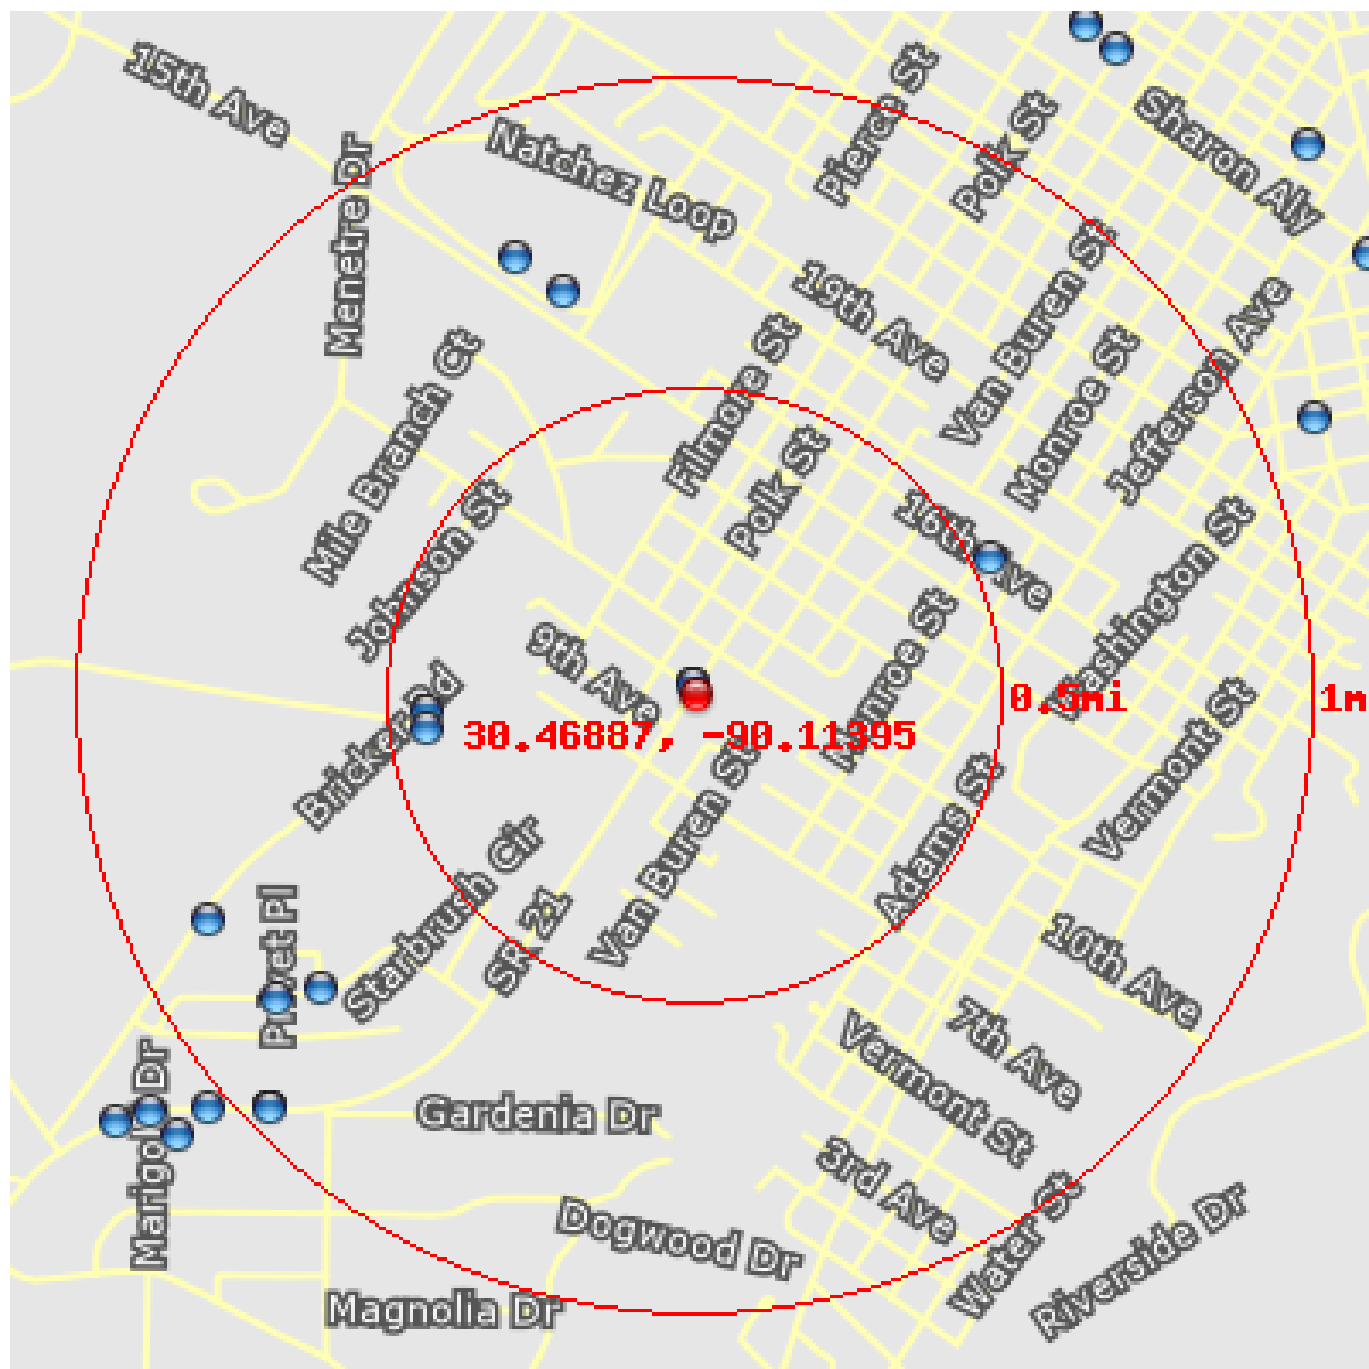 15th Ave
Pierce St
Polk St
Sharon Aly
Natchez Loop
Menetre Dr
Van Buren St
19th Ave
Jefferson Ave
Filmore St
Monroe St
Mile Branch Ct
Polk St
Johnson St
16th Ave
Washington St
Monroe St
9th Ave
Bricker Rd
0.5mi
1m
30.46887, -90.11395
Vermont St
Van Buren St
Adams St
Starbrush Cir
SR 21
Privet Pl
10th Ave
7th Ave
Vermont St
Marigold Dr
Gardenia Dr
3rd Ave
Water St
Riverside Dr
Dogwood Dr
Magnolia Dr